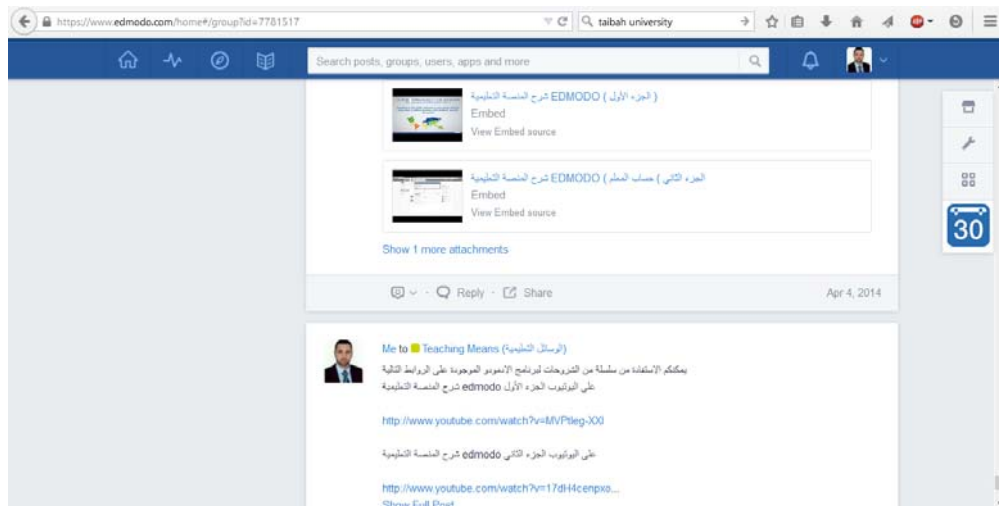 https://www.edmodo.com/home#/group?id=7781517
taibah university
Search posts, groups, users, apps and more
شرح المنصة التعليمية EDMODO ( الجزء الأول )
Embed
View Embed source
شرح المنصة التعليمية EDMODO ( الجزء الثاني ) حساب المعلم
Embed
View Embed source
Show 1 more attachments
Reply · Share
Apr 4, 2014
30
Me to Teaching Means (الوسائل التعليمية)
يمكنكم الاستفادة من سلسلة من الشروحات لبرنامج الادمودو الموجودة على الروابط التالية
شرح المنصة التعليمية edmodo على اليوتيوب الجزء الأول
http://www.youtube.com/watch?v=MVPtleg-XXI
شرح المنصة التعليمية edmodo على اليوتيوب الجزء الثاني
http://www.youtube.com/watch?v=17dH4cenpxo...
Show Full Post